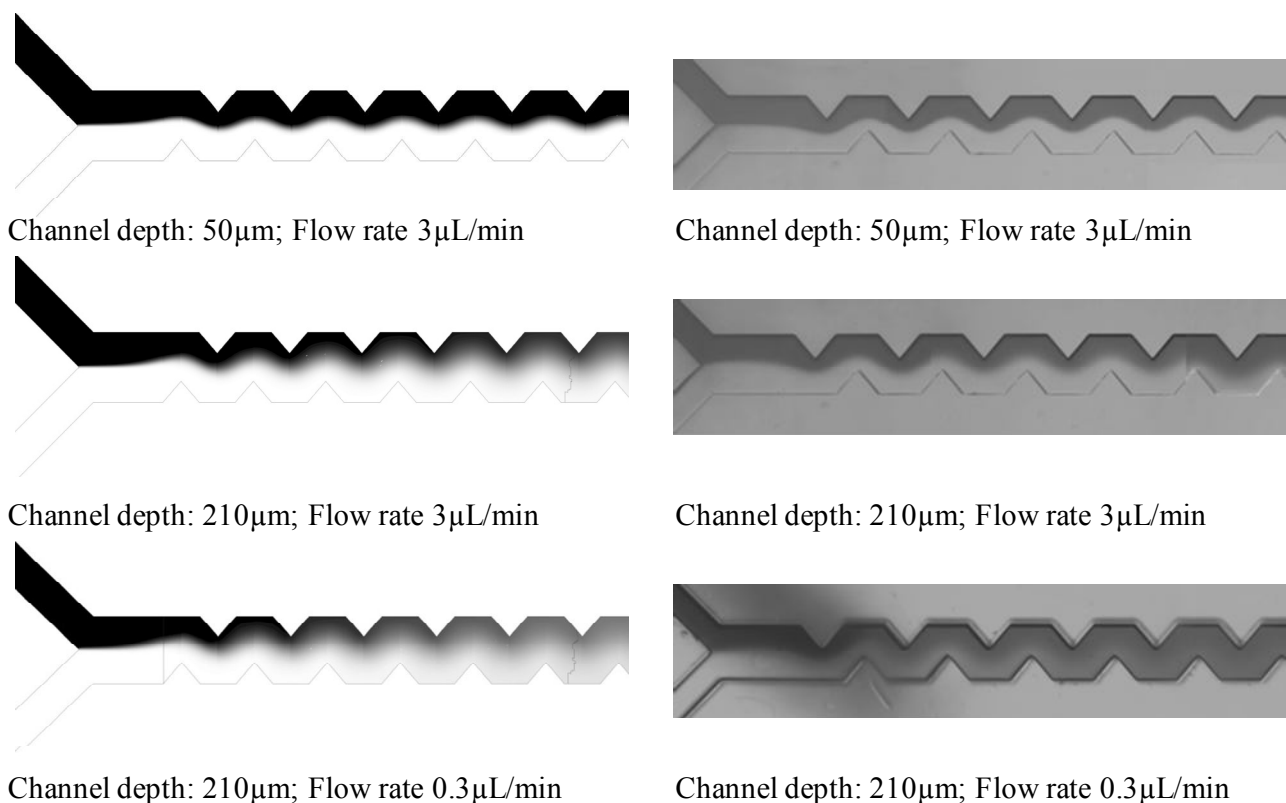 Channel depth: 50µm; Flow rate 3µL/min
Channel depth: 50µm; Flow rate 3µL/min
Channel depth: 210µm; Flow rate 3µL/min
Channel depth: 210µm; Flow rate 3µL/min
Channel depth: 210µm; Flow rate 0.3µL/min
Channel depth: 210µm; Flow rate 0.3µL/min